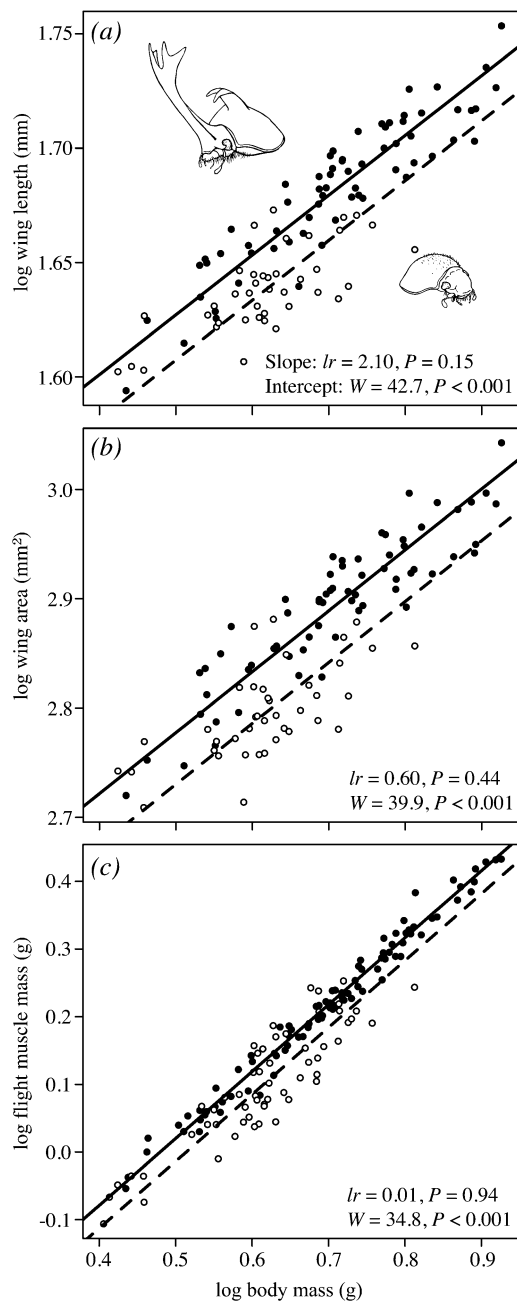 (a)
1.75
1.70
1.65
1.60
log wing length (mm)
Slope: lr = 2.10, P = 0.15
Intercept: W = 42.7, P < 0.001
(b)
3.0
2.9
2.8
2.7
log wing area (mm²)
lr = 0.60, P = 0.44
W = 39.9, P < 0.001
(c)
0.4
0.3
0.2
0.1
0.0
-0.1
log flight muscle mass (g)
lr = 0.01, P = 0.94
W = 34.8, P < 0.001
0.4 0.5 0.6 0.7 0.8 0.9
log body mass (g)